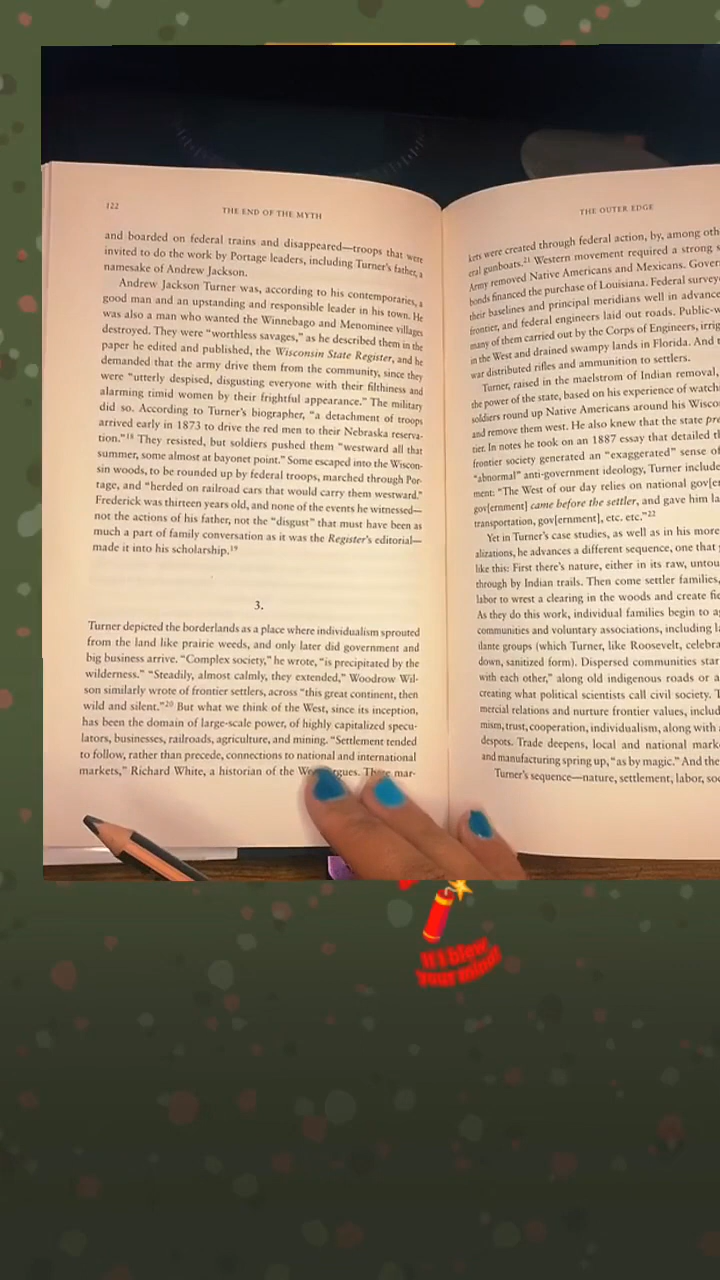 122
THE END OF THE MYTH
and boarded on federal trains and disappeared—troops that were
invited to do the work by Portage leaders, including Turner's father, a
namesake of Andrew Jackson.
Andrew Jackson Turner was, according to his contemporaries, a
good man and an upstanding and responsible leader in his town. He
was also a man who wanted the Winnebago and Menominee villages
destroyed. They were "worthless savages," as he described them in the
paper he edited and published, the Wisconsin State Register, and he
demanded that the army drive them from the community, since they
were "utterly despised, disgusting everyone with their filthiness and
alarming timid women by their frightful appearance." The military
did so. According to Turner's biographer, "a detachment of troops
arrived early in 1873 to drive the red men to their Nebraska reserva-
tion."18 They resisted, but soldiers pushed them "westward all that
summer, some almost at bayonet point." Some escaped into the Wiscon-
sin woods, to be rounded up by federal troops, marched through Por-
tage, and "herded on railroad cars that would carry them westward."
Frederick was thirteen years old, and none of the events he witnessed—
not the actions of his father, not the "disgust" that must have been as
much a part of family conversation as it was the Register's editorial—
made it into his scholarship.19
3.
Turner depicted the borderlands as a place where individualism sprouted
from the land like prairie weeds, and only later did government and
big business arrive. "Complex society," he wrote, "is precipitated by the
wilderness." "Steadily, almost calmly, they extended," Woodrow Wil-
son similarly wrote of frontier settlers, across "this great continent, then
wild and silent."20 But what we think of the West, since its inception,
has been the domain of large-scale power, of highly capitalized specu-
lators, businesses, railroads, agriculture, and mining. "Settlement tended
to follow, rather than precede, connections to national and international
markets," Richard White, a historian of the West, argues. These mar-
THE OUTER EDGE
kets were created through federal action, by, among oth
eral gunboats.21 Western movement required a strong s
Army removed Native Americans and Mexicans. Gover
bonds financed the purchase of Louisiana. Federal survey
their baselines and principal meridians well in advance
frontier, and federal engineers laid out roads. Public-w
many of them carried out by the Corps of Engineers, irrig
in the West and drained swampy lands in Florida. And t
war distributed rifles and ammunition to settlers.
Turner, raised in the maelstrom of Indian removal,
the power of the state, based on his experience of watch
soldiers round up Native Americans around his Wisco
and remove them west. He also knew that the state pre
tier. In notes he took on an 1887 essay that detailed th
frontier society generated an "exaggerated" sense of
"abnormal" anti-government ideology, Turner include
ment: "The West of our day relies on national gov[er
gov[ernment] came before the settler, and gave him la
transportation, gov[ernment], etc. etc."22
Yet in Turner's case studies, as well as in his more
alizations, he advances a different sequence, one that
like this: First there's nature, either in its raw, untou
through by Indian trails. Then come settler families,
labor to wrest a clearing in the woods and create fie
As they do this work, individual families begin to a
communities and voluntary associations, including l
ilante groups (which Turner, like Roosevelt, celebra
down, sanitized form). Dispersed communities star
with each other," along old indigenous roads or a
creating what political scientists call civil society. T
mercial relations and nurture frontier values, includ
mism, trust, cooperation, individualism, along with
despots. Trade deepens, local and national mark
and manufacturing spring up, "as by magic." And the
Turner's sequence—nature, settlement, labor, soc
If I blew
your mind!